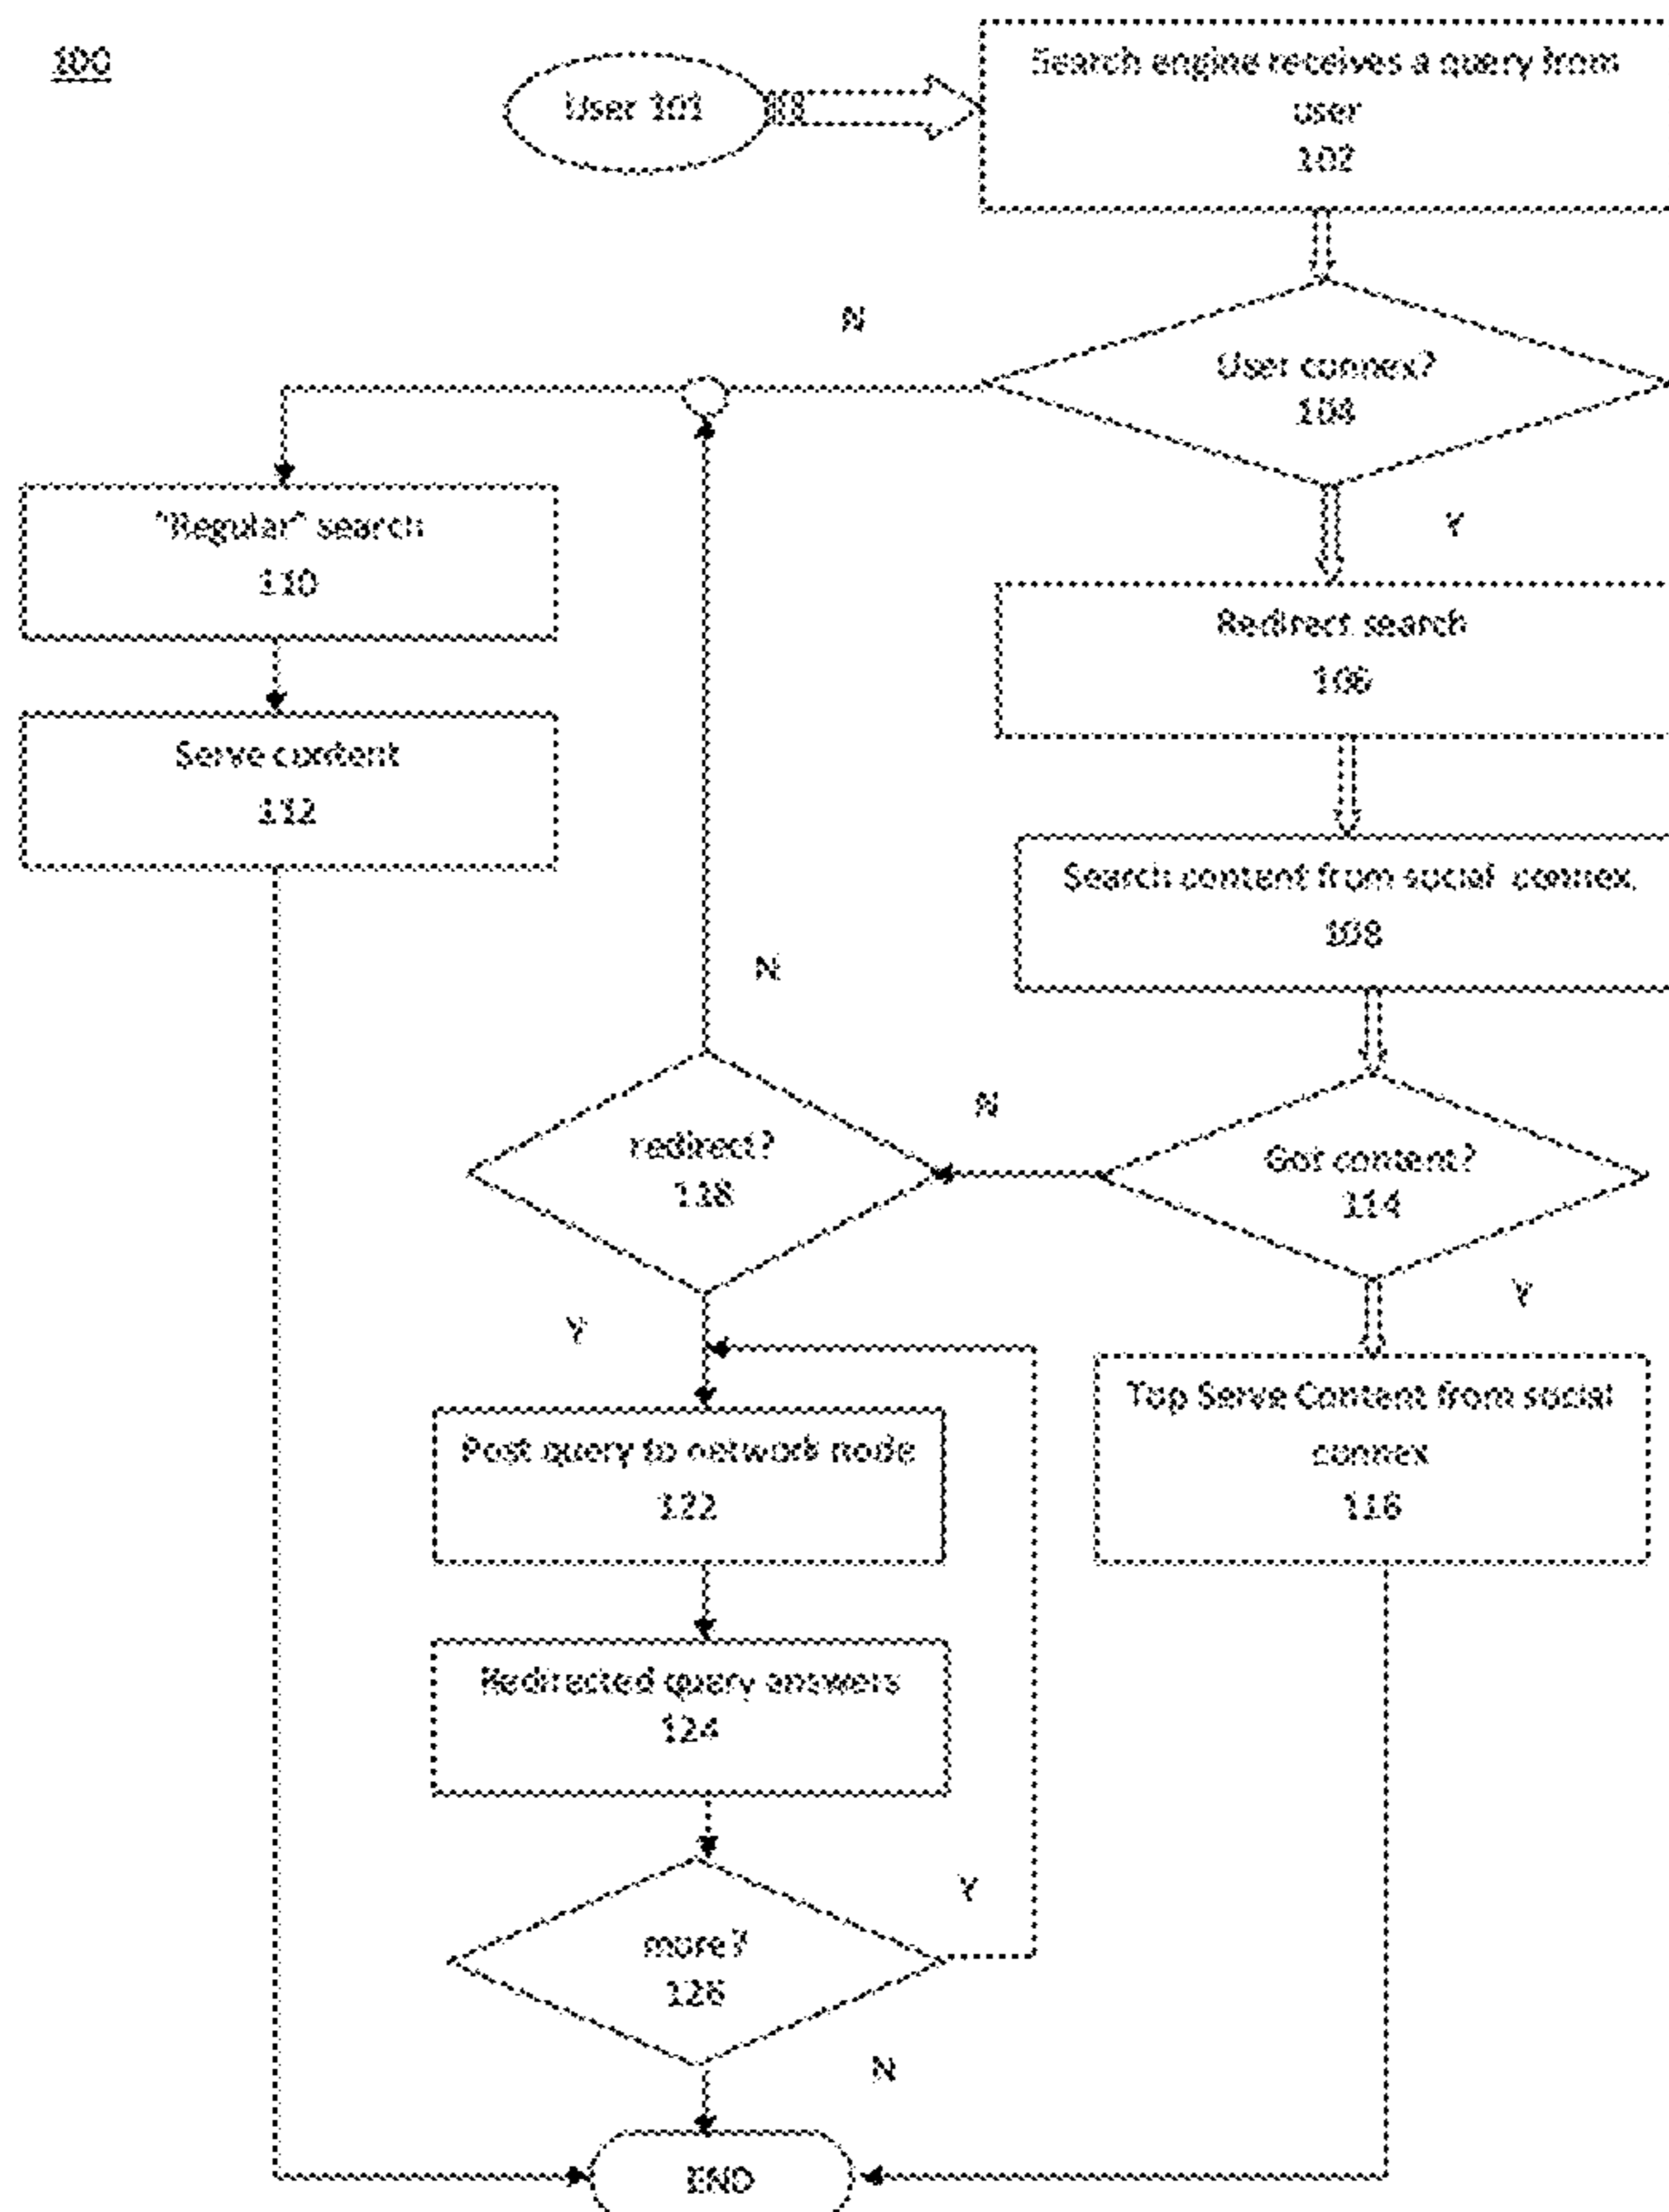 100
User 101
Search engine receives a query from
user
102
N
User connex?
104
Y
"Regular" search
110
Redirect search
106
Serve content
112
Search content from social connex.
108
N
N
redirect?
118
Got content?
114
Y
Y
Post query to network node
122
Top Serve Content from social
connex
116
Redirected query answers
124
Y
more?
126
N
END